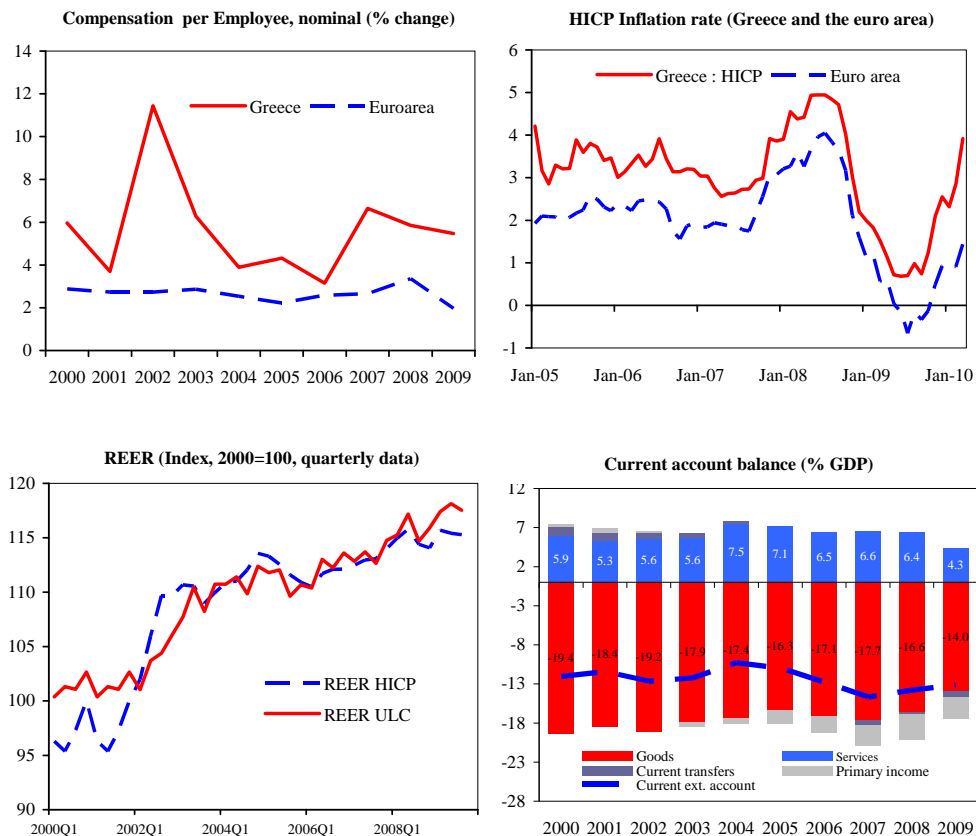 Compensation per Employee, nominal (% change)
14
12
10
8
6
4
2
0
Greece
Euroarea
2000 2001 2002 2003 2004 2005 2006 2007 2008 2009
HICP Inflation rate (Greece and the euro area)
6
5
4
3
2
1
0
-1
Greece : HICP
Euro area
Jan-05 Jan-06 Jan-07 Jan-08 Jan-09 Jan-10
REER (Index, 2000=100, quarterly data)
120
115
110
105
100
95
90
REER HICP
REER ULC
2000Q1 2002Q1 2004Q1 2006Q1 2008Q1
Current account balance (% GDP)
12
7
2
-3
-8
-13
-18
-23
-28
5.9 5.3 5.6 5.6 7.5 7.1 6.5 6.6 6.4 4.3
-19.4 -18.4 -19.2 -17.9 -17.4 -16.3 -17.1 -17.7 -16.6 -14.0
Goods
Services
Current transfers
Primary income
Current ext. account
2000 2001 2002 2003 2004 2005 2006 2007 2008 2009